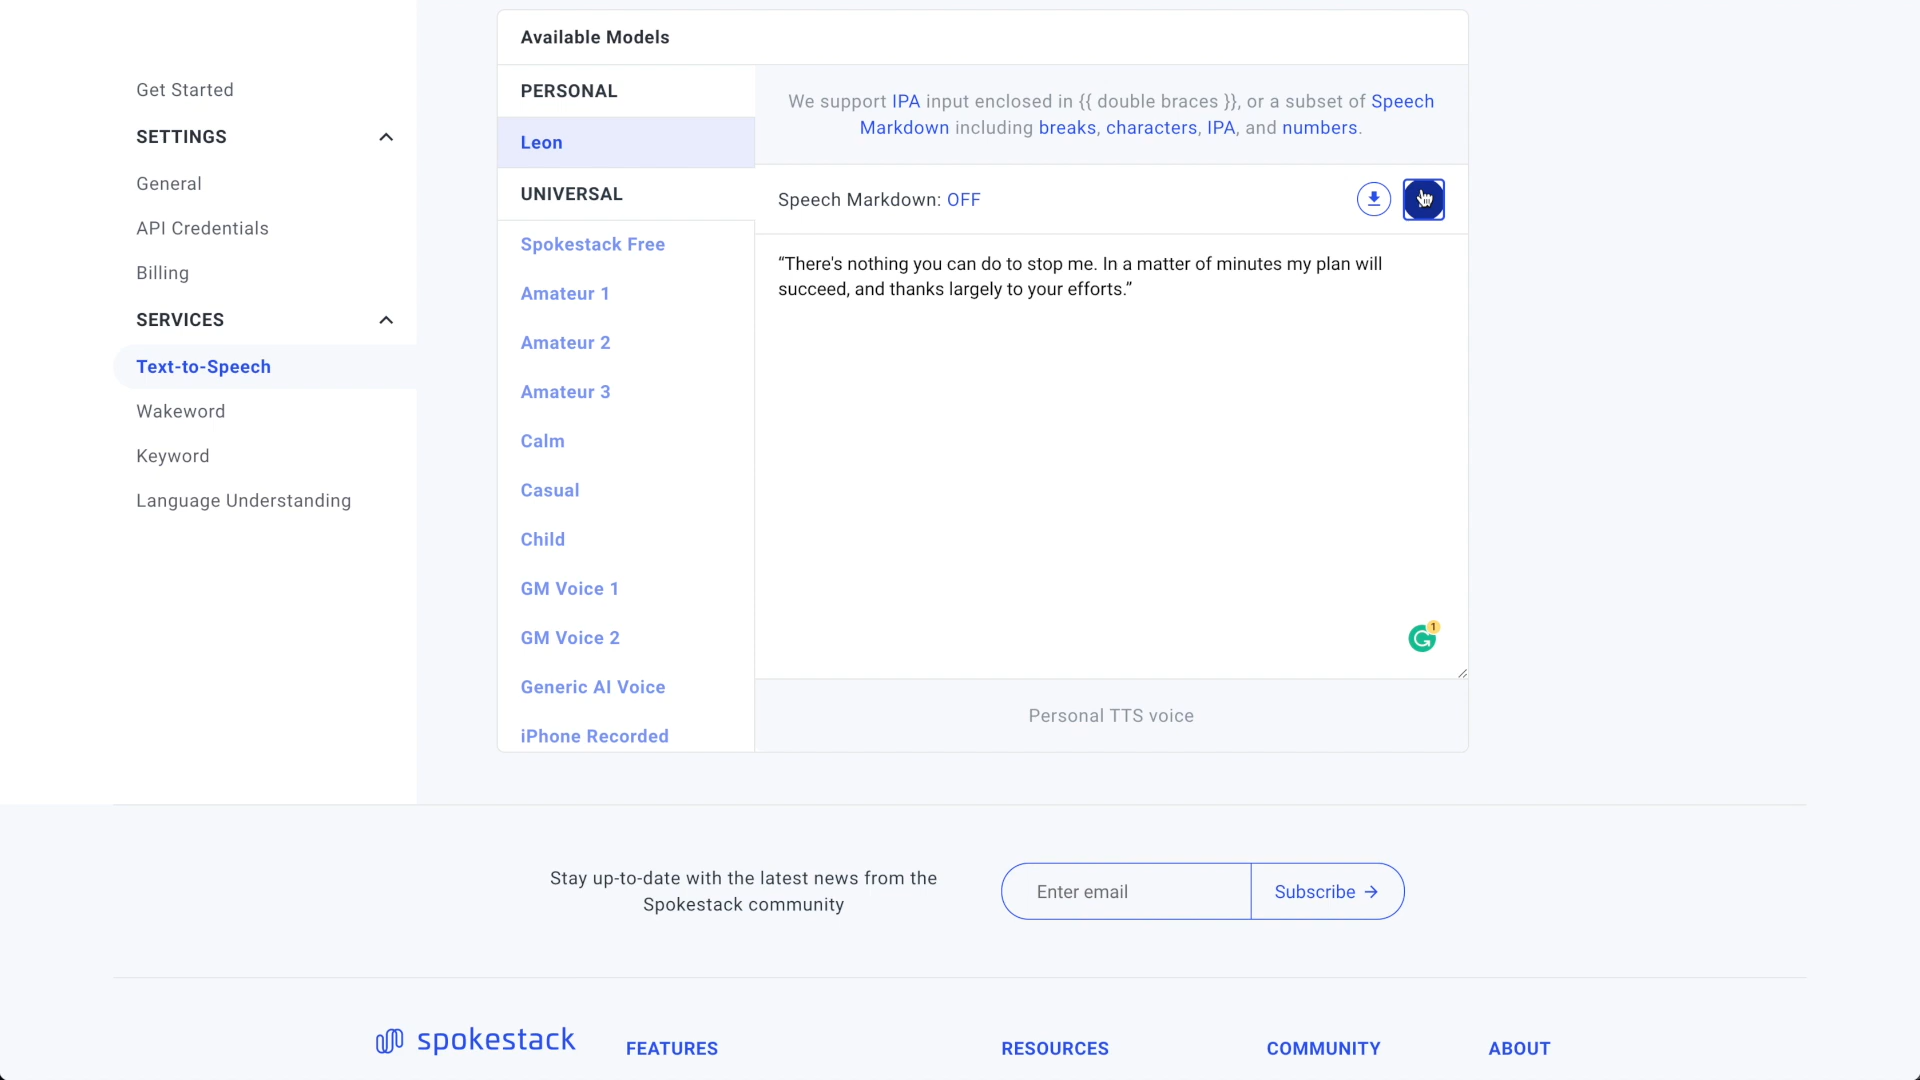 Get Started
SETTINGS
General
API Credentials
Billing
SERVICES
Text-to-Speech
Wakeword
Keyword
Language Understanding
Available Models
PERSONAL
Leon
UNIVERSAL
Spokestack Free
Amateur 1
Amateur 2
Amateur 3
Calm
Casual
Child
GM Voice 1
GM Voice 2
Generic AI Voice
iPhone Recorded
We support IPA input enclosed in {{ double braces }}, or a subset of Speech
Markdown including breaks, characters, IPA, and numbers.
Speech Markdown: OFF
“There's nothing you can do to stop me. In a matter of minutes my plan will
succeed, and thanks largely to your efforts.”
1
Personal TTS voice
Stay up-to-date with the latest news from the
Spokestack community
Enter email
Subscribe →
spokestack
FEATURES
RESOURCES
COMMUNITY
ABOUT